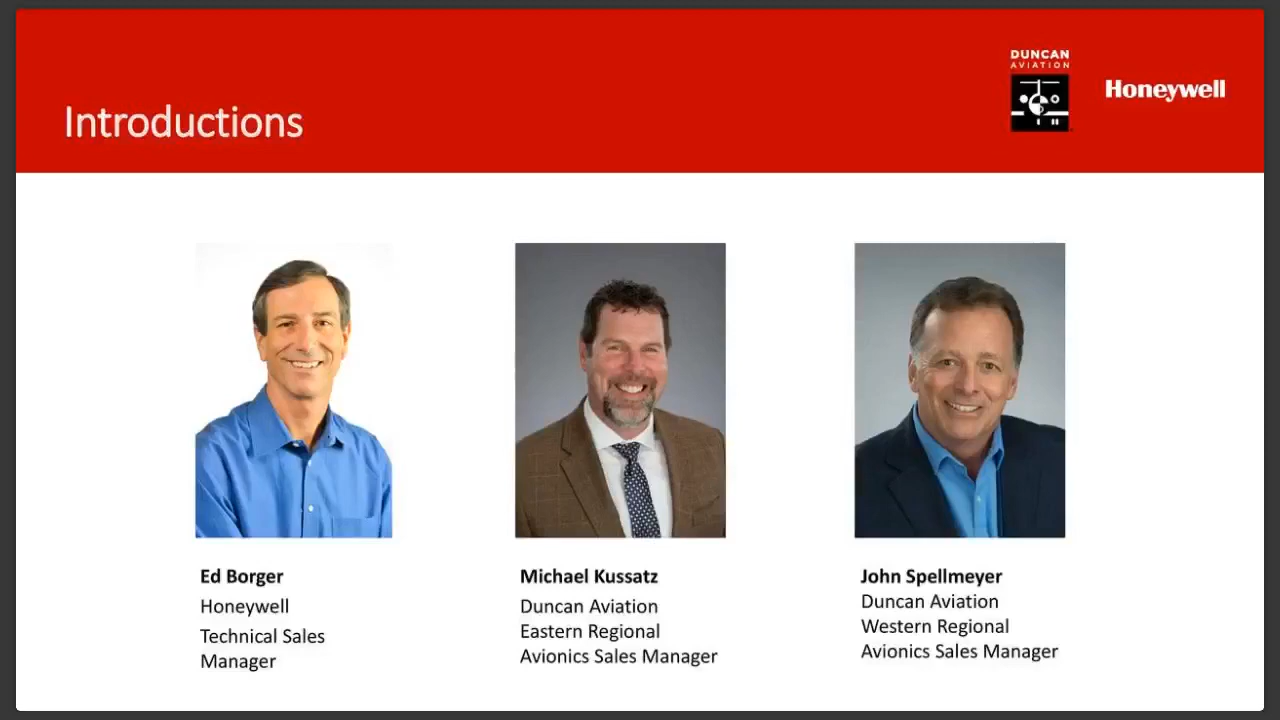 Introductions
DUNCAN
AVIATION
Honeywell
Ed Borger
Honeywell
Technical Sales
Manager
Michael Kussatz
Duncan Aviation
Eastern Regional
Avionics Sales Manager
John Spellmeyer
Duncan Aviation
Western Regional
Avionics Sales Manager